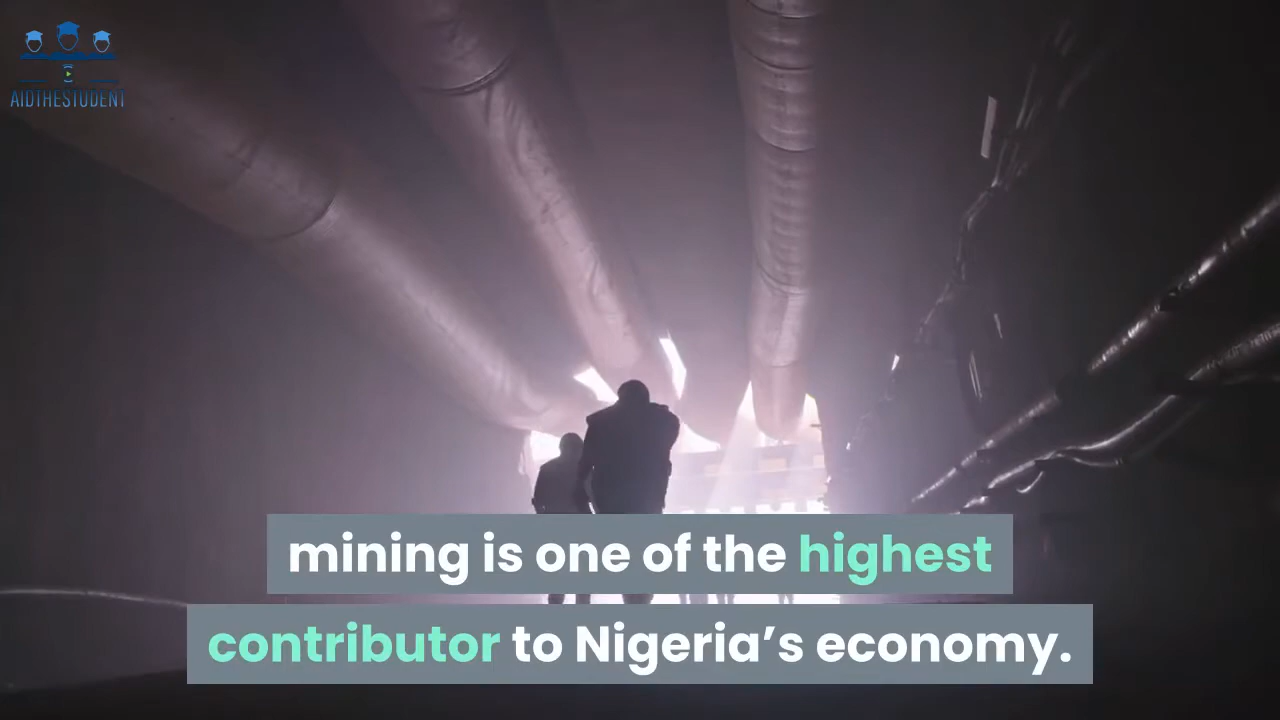 AIDTHESTUDENT
mining is one of the highest
contributor to Nigeria’s economy.